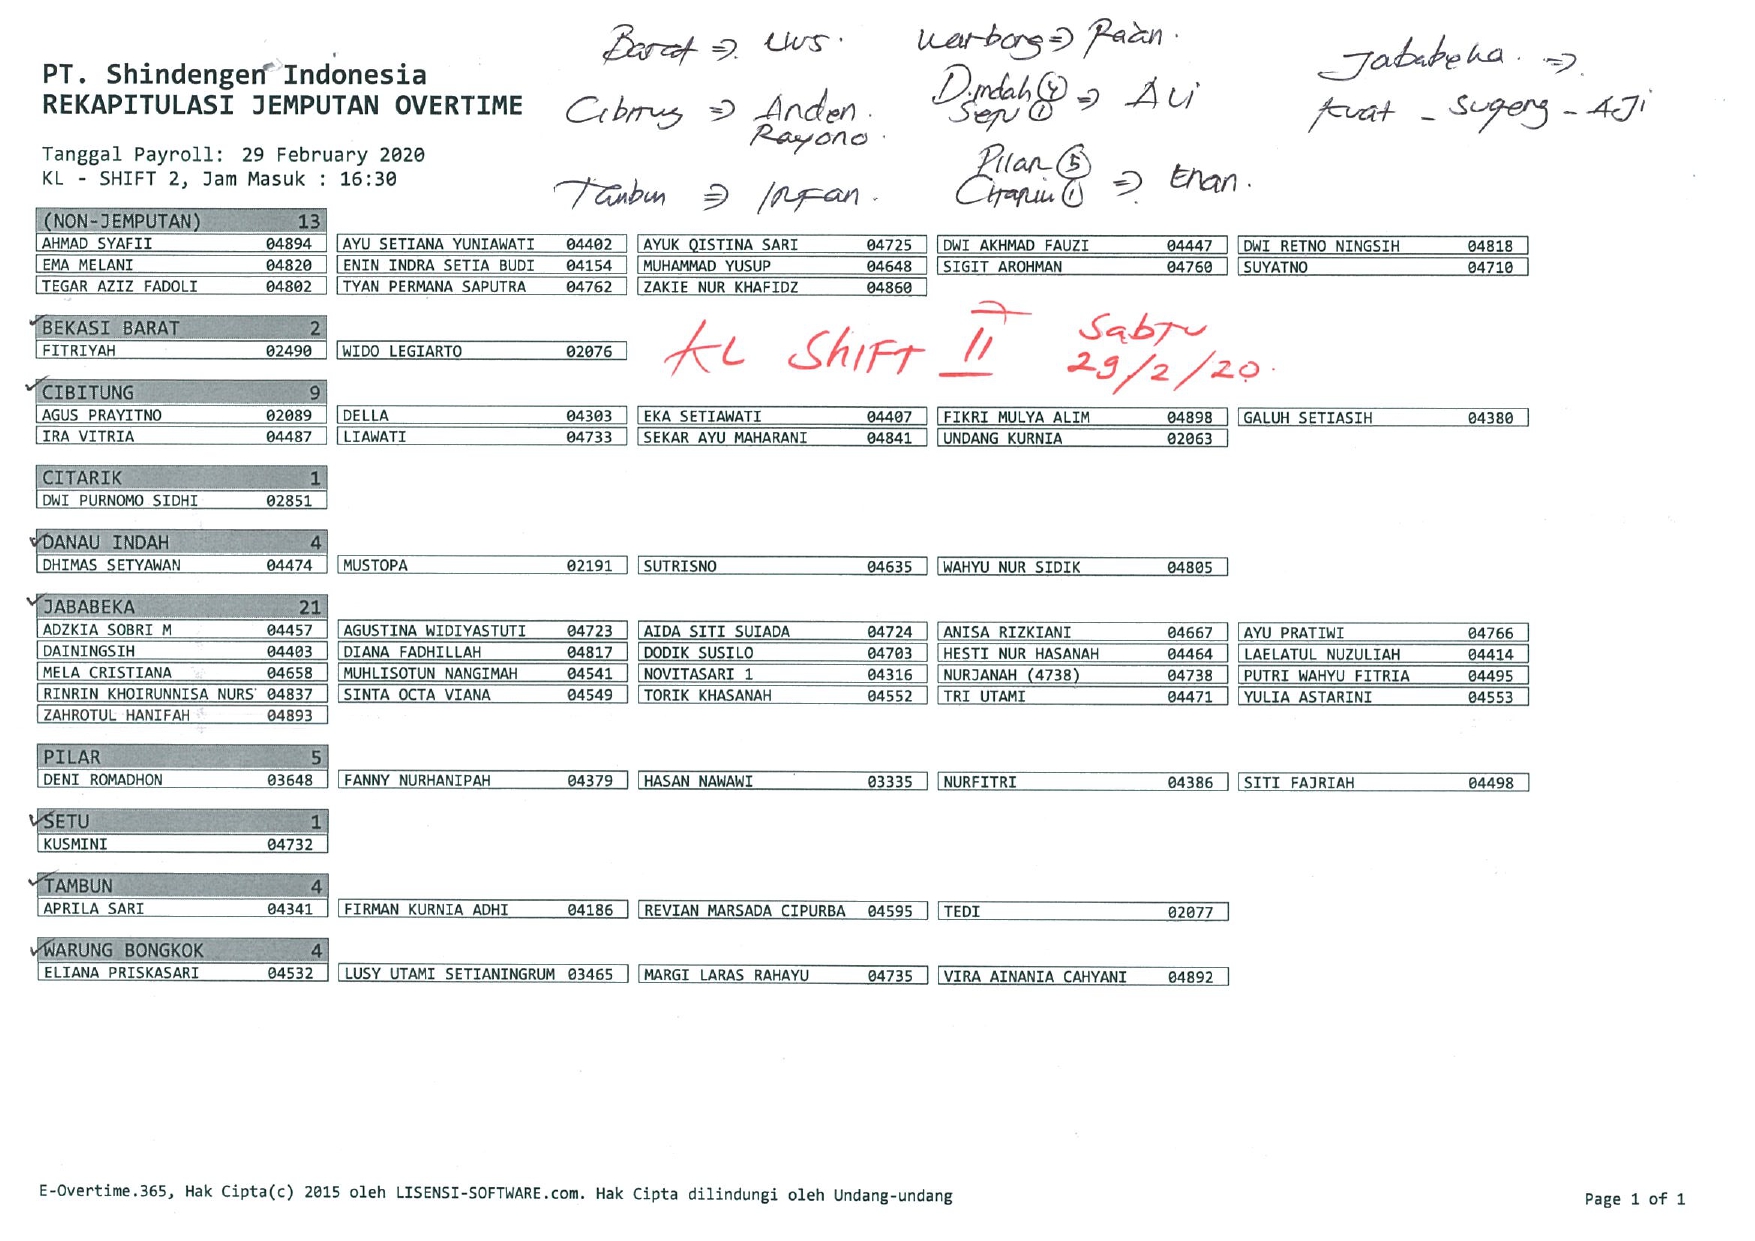 Barat => Uus. Warbong => Raan. Jababeka. =>
PT. Shindengen Indonesia
REKAPITULASI JEMPUTAN OVERTIME
D.indah (4) => ALi
Setu (1)
=> Anden. Kuat - Sugeng - AJi
Rayono.
Tanggal Payroll: 29 February 2020
Pilar (5)
=> Enan.
KL - SHIFT 2, Jam Masuk : 16:30
Tambun => IRFan.
(NON-JEMPUTAN) 13
AHMAD SYAFII 04894 AYU SETIANA YUNIAWATI 04402 AYUK QISTINA SARI 04725 DWI AKHMAD FAUZI 04447 DWI RETNO NINGSIH 04818
EMA MELANI 04820 ENIN INDRA SETIA BUDI 04154 MUHAMMAD YUSUP 04648 SIGIT AROHMAN 04760 SUYATNO 04710
TEGAR AZIZ FADOLI 04802 TYAN PERMANA SAPUTRA 04762 ZAKIE NUR KHAFIDZ 04860
BEKASI BARAT 2
FITRIYAH 02490 WIDO LEGIARTO 02076
KL SHIFT II Sabtu
29/2/20.
CIBITUNG 9
AGUS PRAYITNO 02089 DELLA 04303 EKA SETIAWATI 04407 FIKRI MULYA ALIM 04898 GALUH SETIASIH 04380
IRA VITRIA 04487 LIAWATI 04733 SEKAR AYU MAHARANI 04841 UNDANG KURNIA 02063
CITARIK 1
DWI PURNOMO SIDHI 02851
DANAU INDAH 4
DHIMAS SETYAWAN 04474 MUSTOPA 02191 SUTRISNO 04635 WAHYU NUR SIDIK 04805
JABABEKA 21
ADZKIA SOBRI M 04457 AGUSTINA WIDIYASTUTI 04723 AIDA SITI SUIADA 04724 ANISA RIZKIANI 04667 AYU PRATIWI 04766
DAININGSIH 04403 DIANA FADHILLAH 04817 DODIK SUSILO 04703 HESTI NUR HASANAH 04464 LAELATUL NUZULIAH 04414
MELA CRISTIANA 04658 MUHLISOTUN NANGIMAH 04541 NOVITASARI 1 04316 NURJANAH (4738) 04738 PUTRI WAHYU FITRIA 04495
RINRIN KHOIRUNNISA NURS 04837 SINTA OCTA VIANA 04549 TORIK KHASANAH 04552 TRI UTAMI 04471 YULIA ASTARINI 04553
ZAHROTUL HANIFAH 04893
PILAR 5
DENI ROMADHON 03648 FANNY NURHANIPAH 04379 HASAN NAWAWI 03335 NURFITRI 04386 SITI FAJRIAH 04498
SETU 1
KUSMINI 04732
TAMBUN 4
APRILA SARI 04341 FIRMAN KURNIA ADHI 04186 REVIAN MARSADA CIPURBA 04595 TEDI 02077
WARUNG BONGKOK 4
ELIANA PRISKASARI 04532 LUSY UTAMI SETIANINGRUM 03465 MARGI LARAS RAHAYU 04735 VIRA AINANIA CAHYANI 04892
E-Overtime.365, Hak Cipta(c) 2015 oleh LISENSI-SOFTWARE.com. Hak Cipta dilindungi oleh Undang-undang
Page 1 of 1